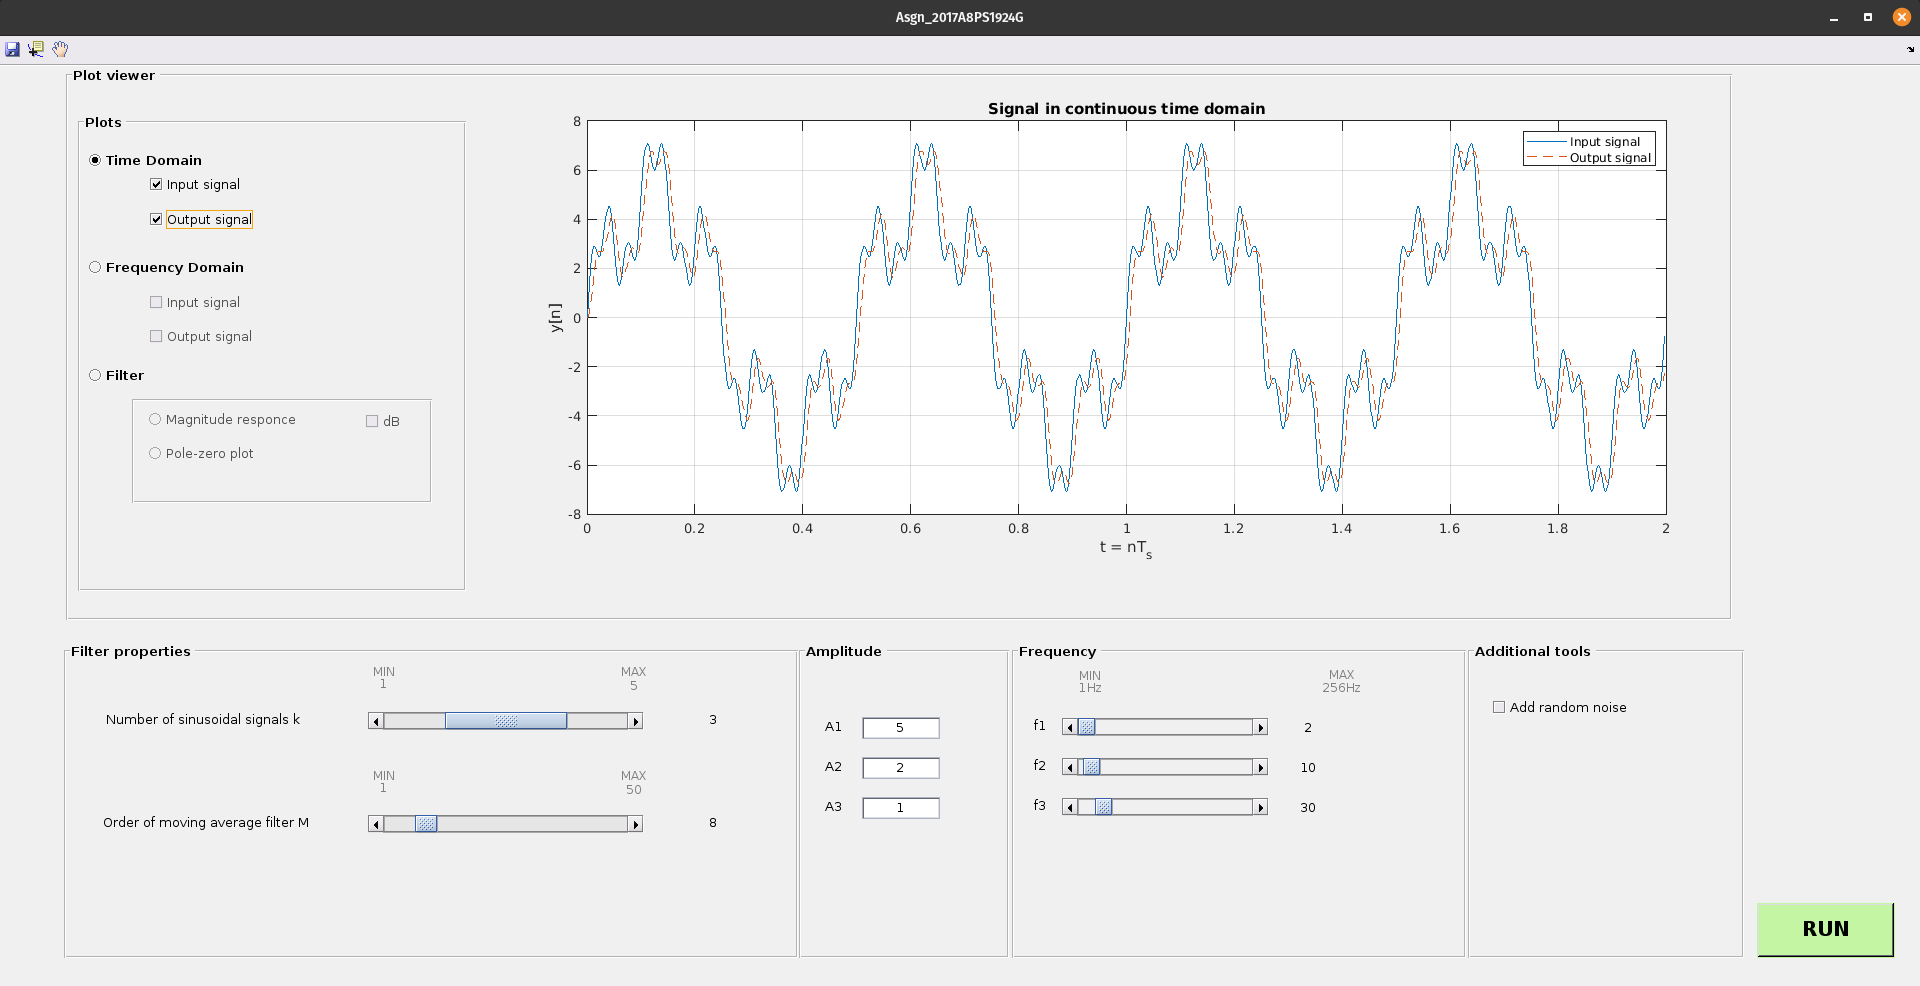 Asgn_2017A8PS1924G
Plot viewer
Plots
Time Domain
Input signal
Output signal
Frequency Domain
Input signal
Output signal
Filter
Magnitude responce
dB
Pole-zero plot
Signal in continuous time domain
Input signal
Output signal
y[n]
8
6
4
2
0
-2
-4
-6
-8
0 0.2 0.4 0.6 0.8 1 1.2 1.4 1.6 1.8 2
t = nTs
Filter properties
MIN MAX
1 5
Number of sinusoidal signals k 3
MIN MAX
1 50
Order of moving average filter M 8
Amplitude
A1 5
A2 2
A3 1
Frequency
MIN MAX
1Hz 256Hz
f1 2
f2 10
f3 30
Additional tools
Add random noise
RUN